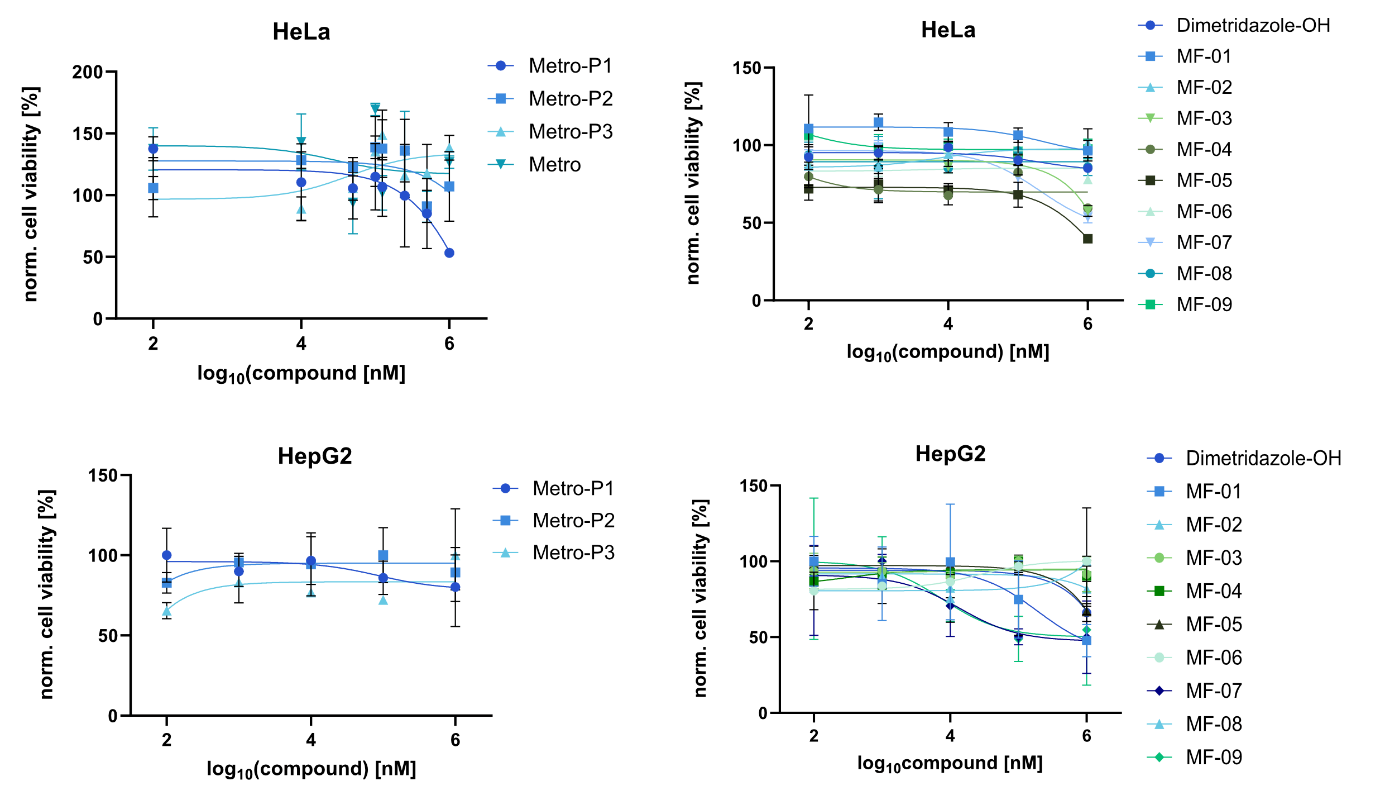 HeLa
norm. cell viability [%]
200
150
100
50
0
2
4
6
log10(compound [nM]
Metro-P1
Metro-P2
Metro-P3
Metro
HeLa
norm. cell viability [%]
150
100
50
0
2
4
6
log10(compound) [nM]
Dimetridazole-OH
MF-01
MF-02
MF-03
MF-04
MF-05
MF-06
MF-07
MF-08
MF-09
HepG2
norm. cell viability [%]
150
100
50
0
2
4
6
log10(compound) [nM]
Metro-P1
Metro-P2
Metro-P3
HepG2
norm. cell viability [%]
150
100
50
0
2
4
6
log10compound [nM]
Dimetridazole-OH
MF-01
MF-02
MF-03
MF-04
MF-05
MF-06
MF-07
MF-08
MF-09